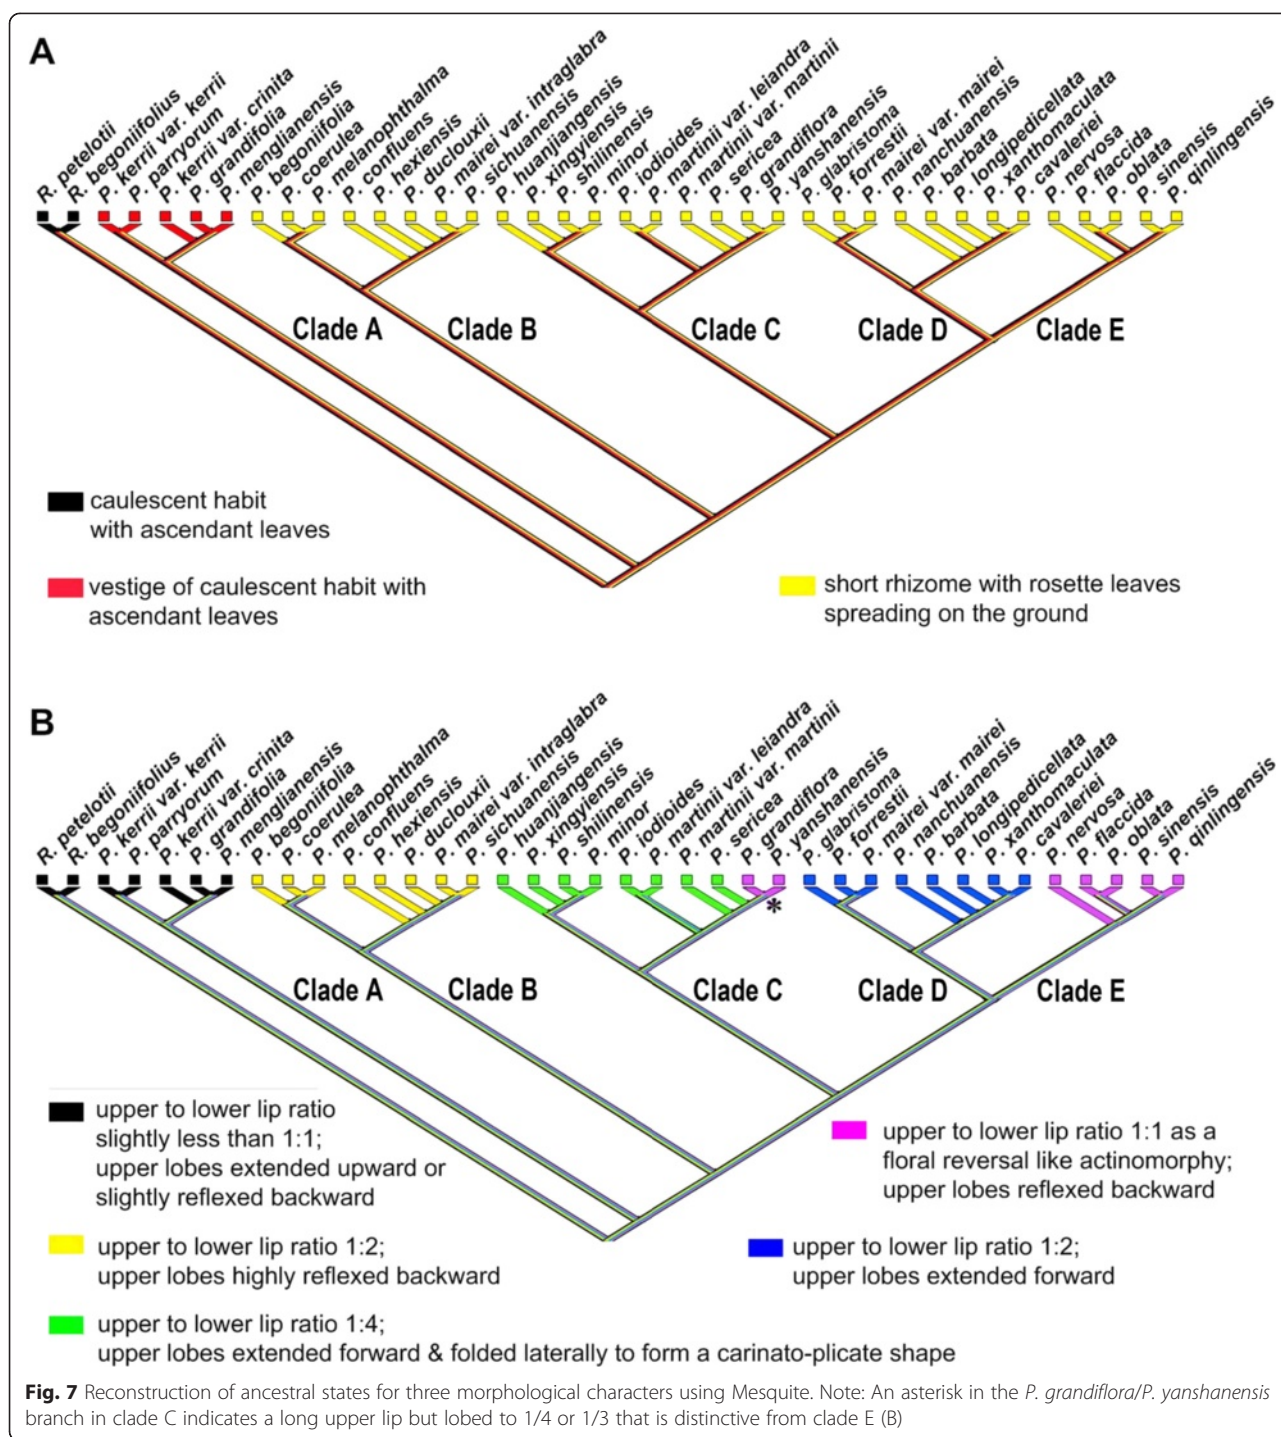 A
R. petelotii
R. begoniifolius
P. kerrii var. kerrii
P. parryorum
P. kerrii var. crinita
P. grandifolia
P. menglianensis
P. begoniifolia
P. coerulea
P. melanophthalma
P. confluens
P. hexiensis
P. duclouxii
P. mairei var. intraglabra
P. sichuanensis
P. huanjiangensis
P. xingyiensis
P. shilinensis
P. minor
P. iodioides
P. martinii var. leiandra
P. martinii var. martinii
P. sericea
P. grandiflora
P. yanshanensis
P. glabristoma
P. forrestii
P. mairei var. mairei
P. nanchuanensis
P. barbata
P. longipedicellata
P. xanthomaculata
P. cavaleriei
P. nervosa
P. flaccida
P. oblata
P. sinensis
P. qinlingensis
Clade A
Clade B
Clade C
Clade D
Clade E
caulescent habit
with ascendant leaves
vestige of caulescent habit with
ascendant leaves
short rhizome with rosette leaves
spreading on the ground
B
R. petelotii
R. begoniifolius
P. kerrii var. kerrii
P. parryorum
P. kerrii var. crinita
P. grandifolia
P. menglianensis
P. begoniifolia
P. coerulea
P. melanophthalma
P. confluens
P. hexiensis
P. duclouxii
P. mairei var. intraglabra
P. sichuanensis
P. huanjiangensis
P. xingyiensis
P. shilinensis
P. minor
P. iodioides
P. martinii var. leiandra
P. martinii var. martinii
P. sericea
P. grandiflora
P. yanshanensis
P. glabristoma
P. forrestii
P. mairei var. mairei
P. nanchuanensis
P. barbata
P. longipedicellata
P. xanthomaculata
P. cavaleriei
P. nervosa
P. flaccida
P. oblata
P. sinensis
P. qinlingensis
*
Clade A
Clade B
Clade C
Clade D
Clade E
upper to lower lip ratio
slightly less than 1:1;
upper lobes extended upward or
slightly reflexed backward
upper to lower lip ratio 1:1 as a
floral reversal like actinomorphy;
upper lobes reflexed backward
upper to lower lip ratio 1:2;
upper lobes highly reflexed backward
upper to lower lip ratio 1:2;
upper lobes extended forward
upper to lower lip ratio 1:4;
upper lobes extended forward & folded laterally to form a carinato-plicate shape
Fig. 7 Reconstruction of ancestral states for three morphological characters using Mesquite. Note: An asterisk in the P. grandiflora/P. yanshanensis
branch in clade C indicates a long upper lip but lobed to 1/4 or 1/3 that is distinctive from clade E (B)